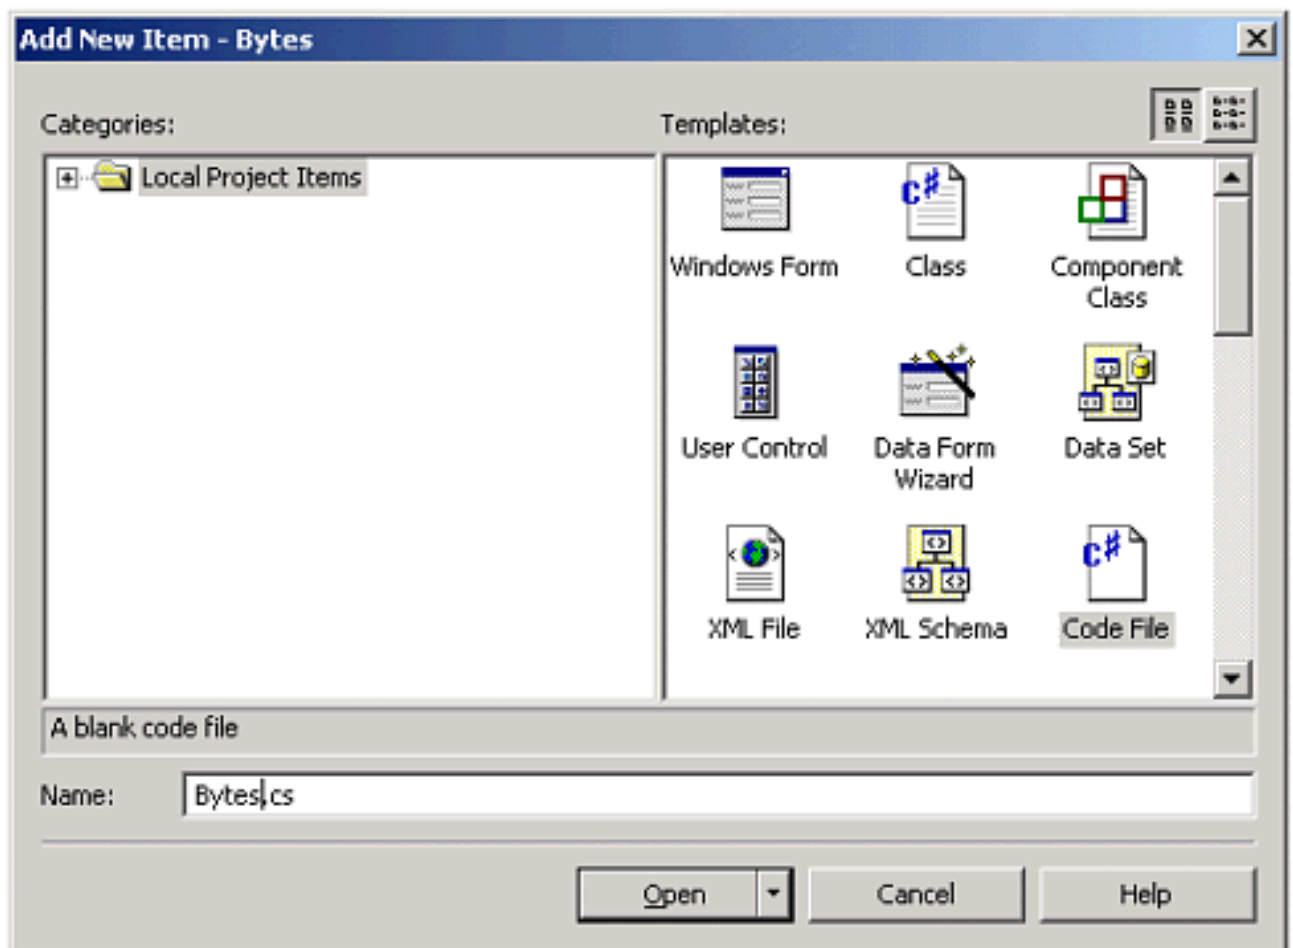 Add New Item - Bytes
Categories:
Templates:
Local Project Items
Windows Form
Class
Component
Class
User Control
Data Form
Wizard
Data Set
XML File
XML Schema
Code File
A blank code file
Name:
Bytes.cs
Open
Cancel
Help